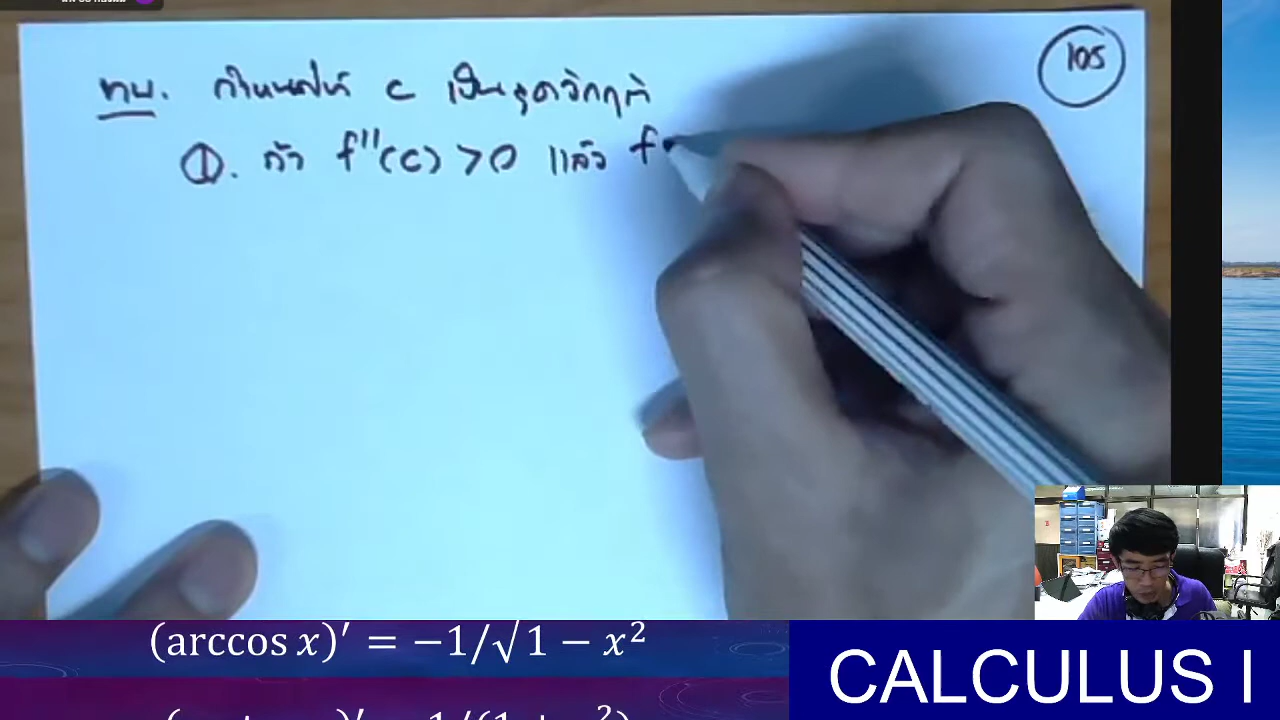 105
ทบ. กำหนดให้ c เป็นจุดวิกฤติ
①. ถ้า f''(c) > 0 แล้ว f
(arccos x)′ = −1/√1 − x²
CALCULUS I